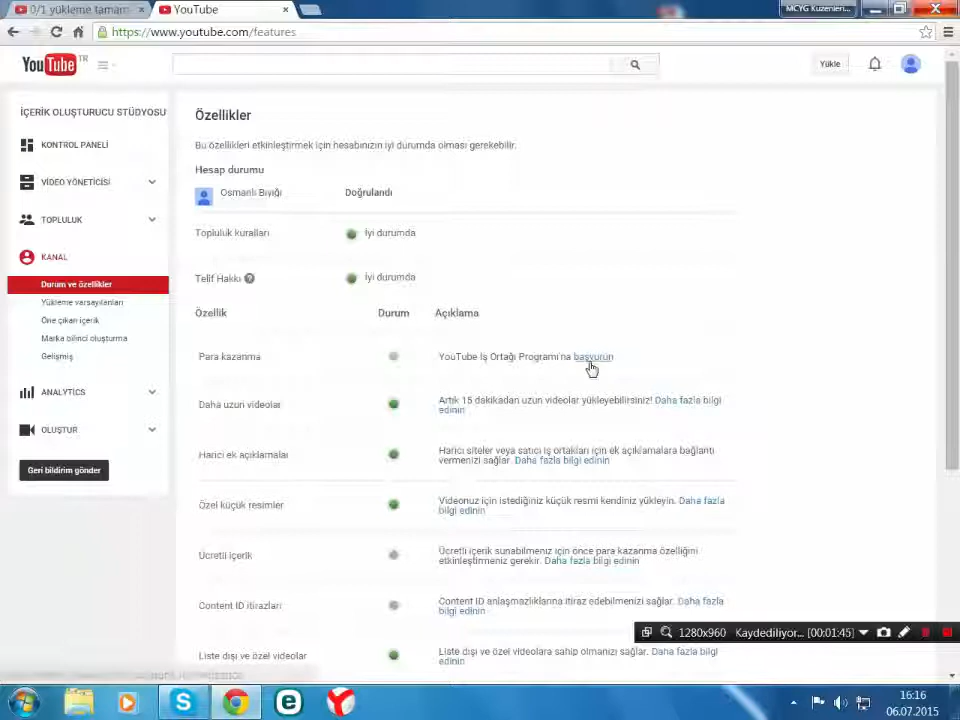 0/1 yükleme tamam
YouTube
MCYG Kuzenleri...
https://www.youtube.com/features
YouTube TR
Yükle
İÇERİK OLUŞTURUCU STÜDYOSU
KONTROL PANELİ
VİDEO YÖNETİCİSİ
TOPLULUK
KANAL
Durum ve özellikler
Yükleme varsayılanları
Öne çıkan içerik
Marka bilinci oluşturma
Gelişmiş
ANALYTICS
OLUŞTUR
Geri bildirim gönder
Özellikler
Bu özellikleri etkinleştirmek için hesabınızın iyi durumda olması gerekebilir.
Hesap durumu
Osmanlı Bıyığı Doğrulandı
Topluluk kuralları İyi durumda
Telif Hakkı ? İyi durumda
Özellik Durum Açıklama
Para kazanma YouTube İş Ortağı Programı'na başvurun
Daha uzun videolar Artık 15 dakikadan uzun videolar yükleyebilirsiniz! Daha fazla bilgi
edinin
Harici ek açıklamalar Harici siteler veya satıcı iş ortakları için ek açıklamalara bağlantı
vermenizi sağlar. Daha fazla bilgi edinin
Özel küçük resimler Videonuz için istediğiniz küçük resmi kendiniz yükleyin. Daha fazla
bilgi edinin
Ücretli içerik Ücretli içerik sunabilmeniz için önce para kazanma özelliğini
etkinleştirmeniz gerekir. Daha fazla bilgi edinin
Content ID itirazları Content ID anlaşmazlıklarına itiraz edebilmenizi sağlar. Daha fazla
bilgi edinin
Liste dışı ve özel videolar Liste dışı ve özel videolara sahip olmanızı sağlar. Daha fazla bilgi
edinin
1280x960 Kaydediliyor... [00:01:45]
16:16
06.07.2015